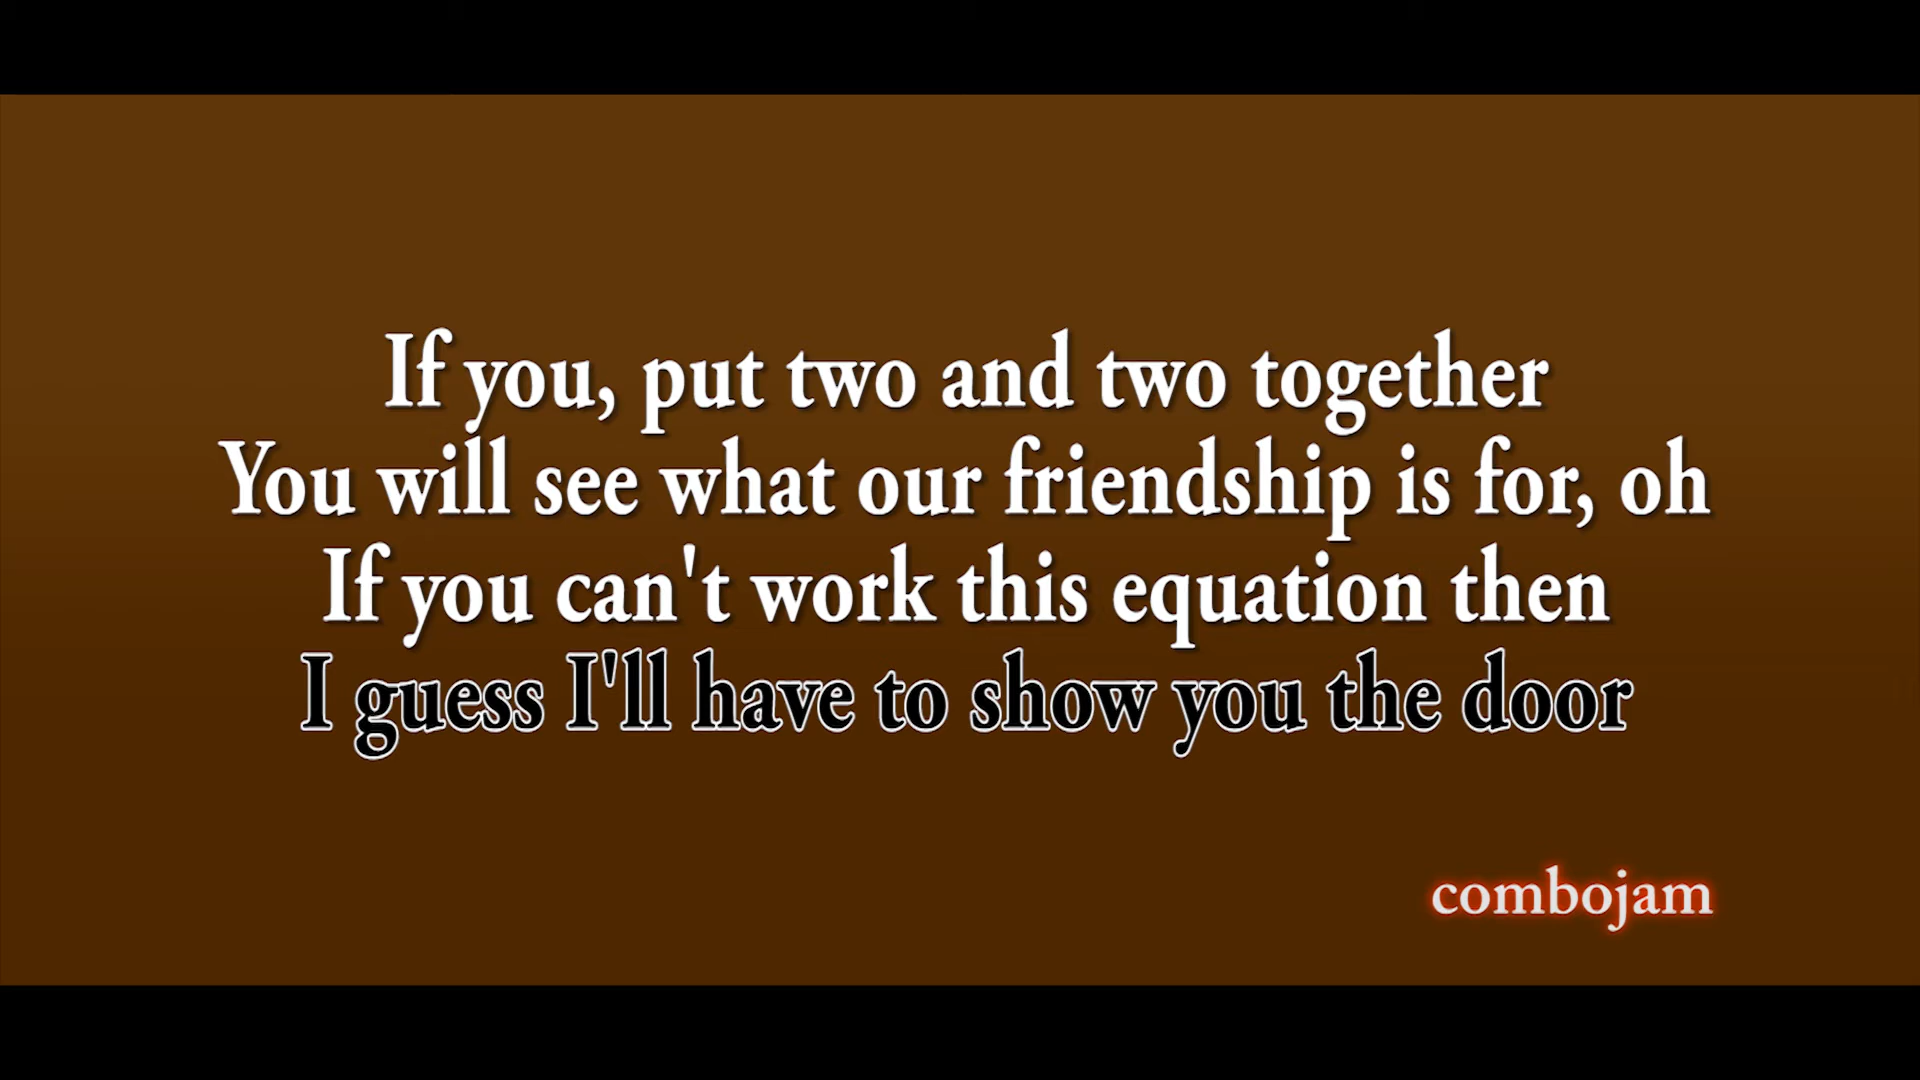 If you, put two and two together
You will see what our friendship is for, oh
If you can't work this equation then
I guess I'll have to show you the door
combojam